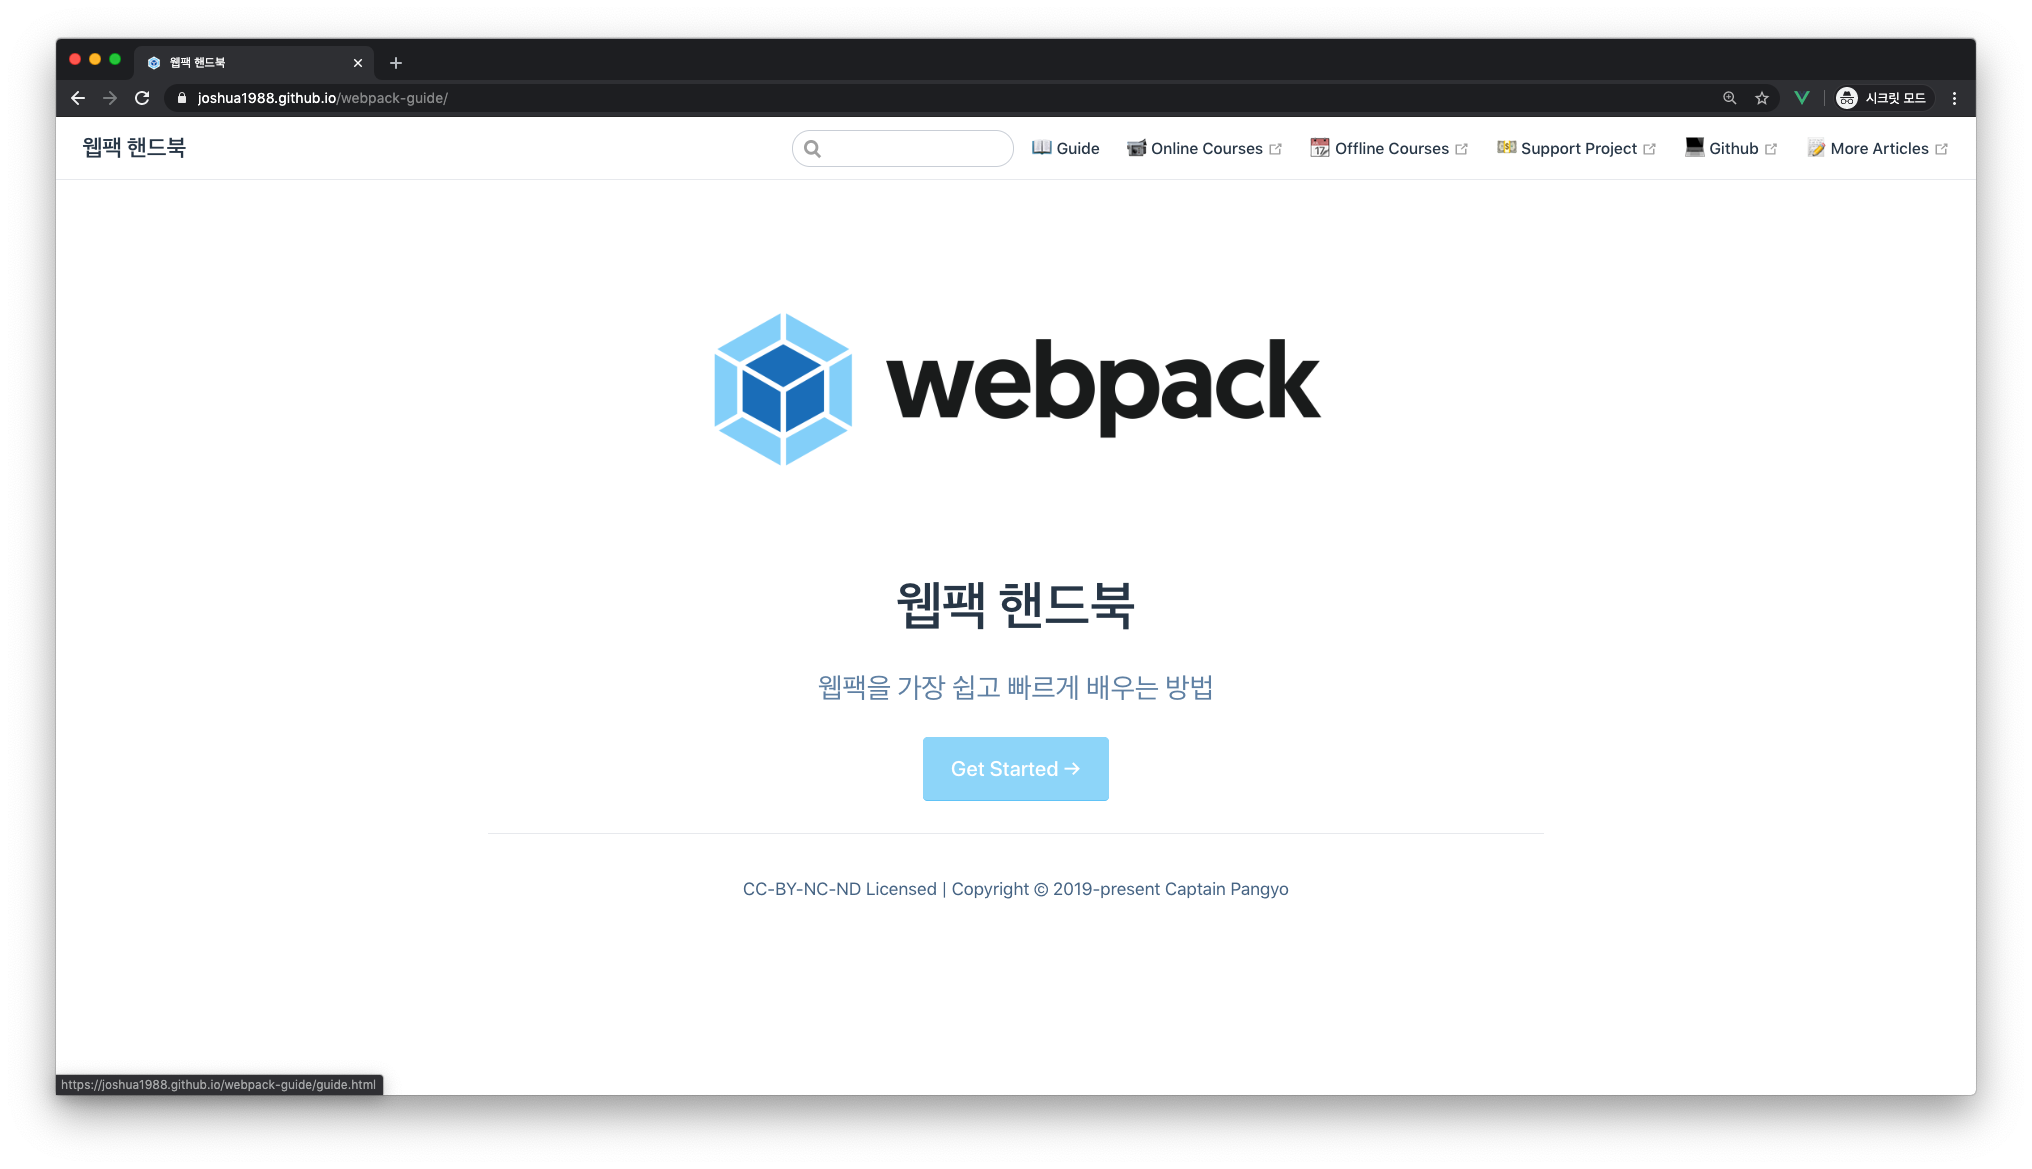 웹팩 핸드북
joshua1988.github.io/webpack-guide/
시크릿 모드
웹팩 핸드북
Guide
Online Courses
Offline Courses
Support Project
Github
More Articles
webpack
웹팩 핸드북
웹팩을 가장 쉽고 빠르게 배우는 방법
Get Started →
CC-BY-NC-ND Licensed | Copyright © 2019-present Captain Pangyo
https://joshua1988.github.io/webpack-guide/guide.html